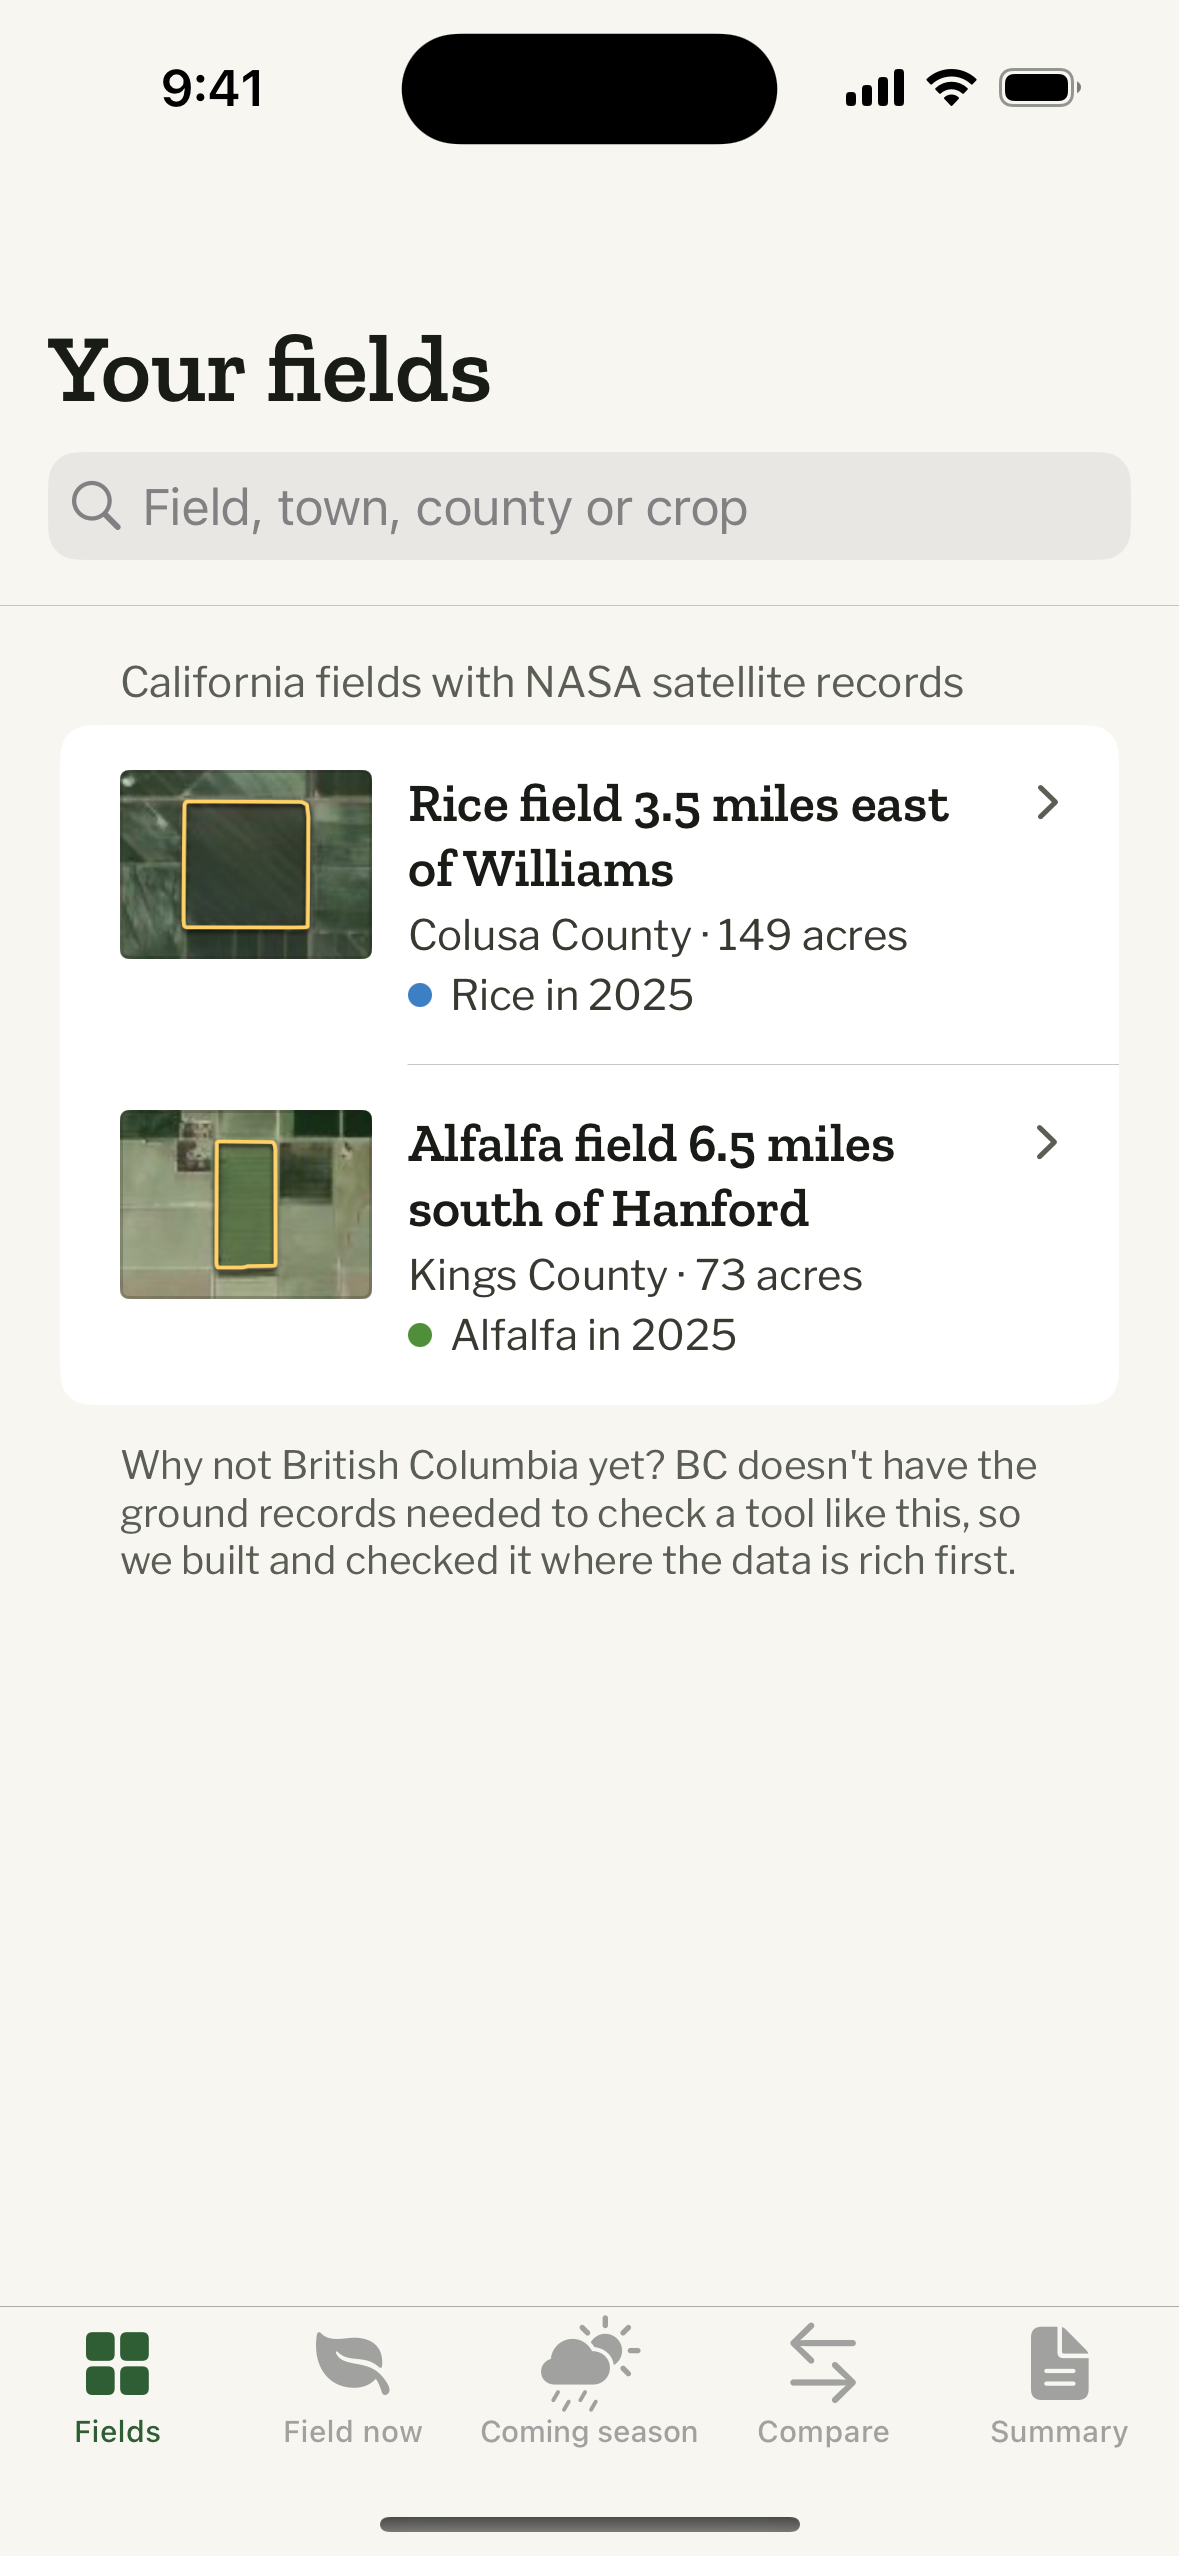 9:41
Your fields
Field, town, county or crop
California fields with NASA satellite records
Rice field 3.5 miles east
of Williams
Colusa County · 149 acres
Rice in 2025
Alfalfa field 6.5 miles
south of Hanford
Kings County · 73 acres
Alfalfa in 2025
Why not British Columbia yet? BC doesn't have the
ground records needed to check a tool like this, so
we built and checked it where the data is rich first.
Fields
Field now
Coming season
Compare
Summary